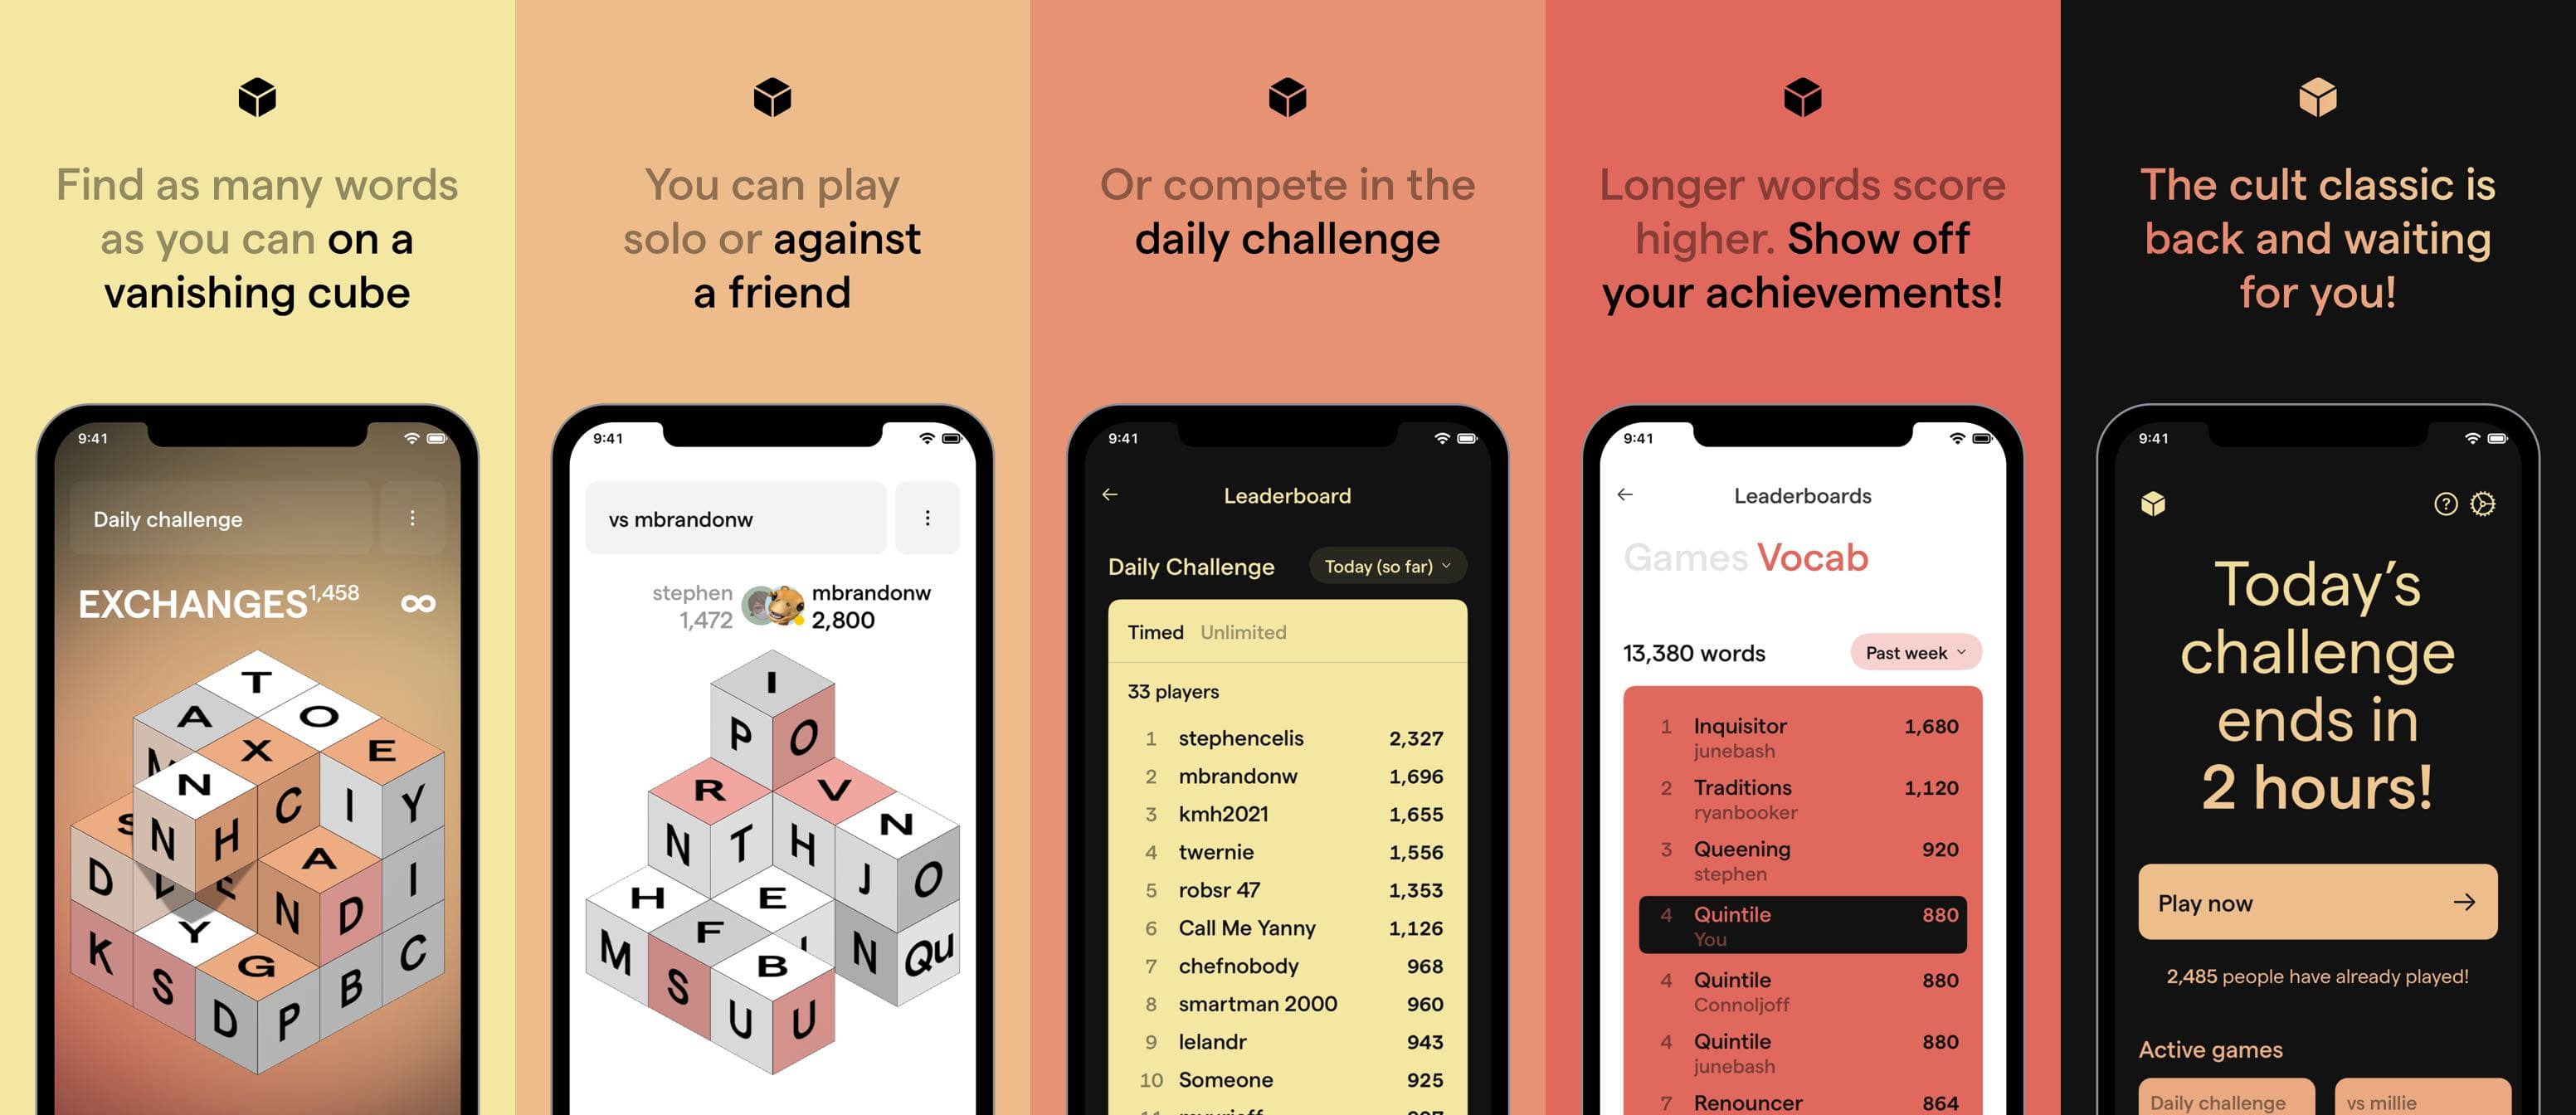 Find as many words
as you can on a
vanishing cube
9:41
Daily challenge
EXCHANGES 1,458
T
A
O
X
E
N
C
I
Y
S
N
H
A
D
E
N
D
I
Y
K
S
G
C
B
D
P
You can play
solo or against
a friend
9:41
vs mbrandonw
stephen
1,472
mbrandonw
2,800
I
P
O
R
V
N
N
T
H
J
O
H
E
F
M
S
B
N
Qu
U
U
Or compete in the
daily challenge
9:41
Leaderboard
Daily Challenge
Today (so far)
Timed Unlimited
33 players
1 stephencelis 2,327
2 mbrandonw 1,696
3 kmh2021 1,655
4 twernie 1,556
5 robsr 47 1,353
6 Call Me Yanny 1,126
7 chefnobody 968
8 smartman 2000 960
9 lelandr 943
10 Someone 925
Longer words score
higher. Show off
your achievements!
9:41
Leaderboards
Games Vocab
13,380 words
Past week
1 Inquisitor 1,680
junebash
2 Traditions 1,120
ryanbooker
3 Queening 920
stephen
4 Quintile 880
You
4 Quintile 880
Connoljoff
4 Quintile 880
junebash
7 Renouncer 864
The cult classic is
back and waiting
for you!
9:41
?
Today’s
challenge
ends in
2 hours!
Play now
2,485 people have already played!
Active games
Daily challenge
vs millie